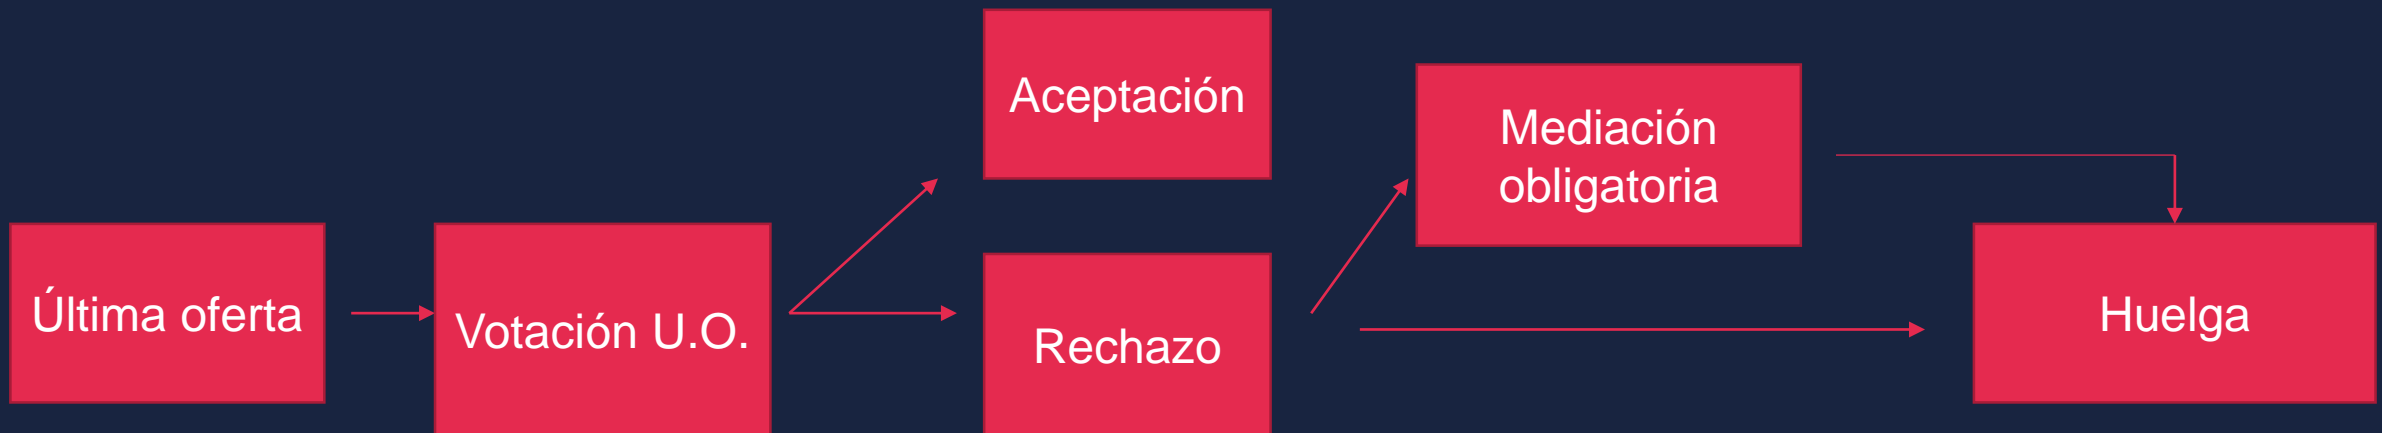 Última oferta
Votación U.O.
Aceptación
Rechazo
Mediación
obligatoria
Huelga